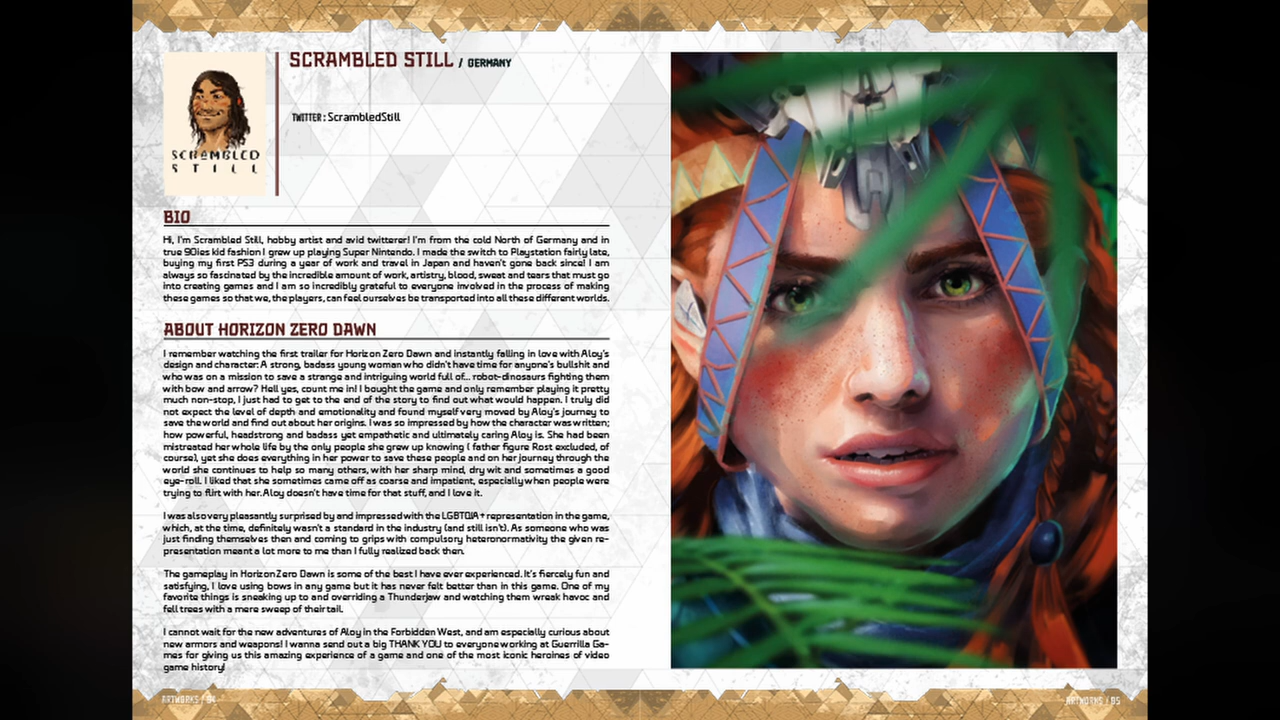 SCRAMBLED STILL / GERMANY
TWITTER : ScrambledStill
SCRAMBLED
STILL
BIO
Hi, I'm Scrambled Still, hobby artist and avid twitterer! I'm from the cold North of Germany and in
true 90ies kid fashion I grew up playing Super Nintendo. I made the switch to Playstation fairly late,
buying my first PS3 during a year of work and travel in Japan and haven't gone back since! I am
always so fascinated by the incredible amount of work, artistry, blood, sweat and tears that must go
into creating games and I am so incredibly grateful to everyone involved in the process of making
these games so that we, the players, can feel ourselves be transported into all these different worlds.
ABOUT HORIZON ZERO DAWN
I remember watching the first trailer for Horizon Zero Dawn and instantly falling in love with Aloy's
design and character: A strong, badass young woman who didn't have time for anyone's bullshit and
who was on a mission to save a strange and intriguing world full of... robot-dinosaurs fighting them
with bow and arrow? Hell yes, count me in! I bought the game and only remember playing it pretty
much non-stop, I just had to get to the end of the story to find out what would happen. I truly did
not expect the level of depth and emotionality and found myself very moved by Aloy's journey to
save the world and find out about her origins. I was so impressed by how the character was written;
how powerful, headstrong and badass yet empathetic and ultimately caring Aloy is. She had been
mistreated her whole life by the only people she grew up knowing ( father figure Rost excluded, of
course), yet she does everything in her power to save these people and on her journey through the
world she continues to help so many others, with her sharp mind, dry wit and sometimes a good
eye-roll. I liked that she sometimes came off as coarse and impatient, especially when people were
trying to flirt with her. Aloy doesn't have time for that stuff, and I love it.
I was also very pleasantly surprised by and impressed with the LGBTQIA+ representation in the game,
which, at the time, definitely wasn't a standard in the industry (and still isn't). As someone who was
just finding themselves then and coming to grips with compulsory heteronormativity the given re-
presentation meant a lot more to me than I fully realized back then.
The gameplay in Horizon Zero Dawn is some of the best I have ever experienced. It's fiercely fun and
satisfying, I love using bows in any game but it has never felt better than in this game. One of my
favorite things is sneaking up to and overriding a Thunderjaw and watching them wreak havoc and
fell trees with a mere sweep of their tail.
I cannot wait for the new adventures of Aloy in the Forbidden West, and am especially curious about
new armors and weapons! I wanna send out a big THANK YOU to everyone working at Guerrilla Ga-
mes for giving us this amazing experience of a game and one of the most iconic heroines of video
game history!
ARTWORKS / 84
ARTWORKS / 85